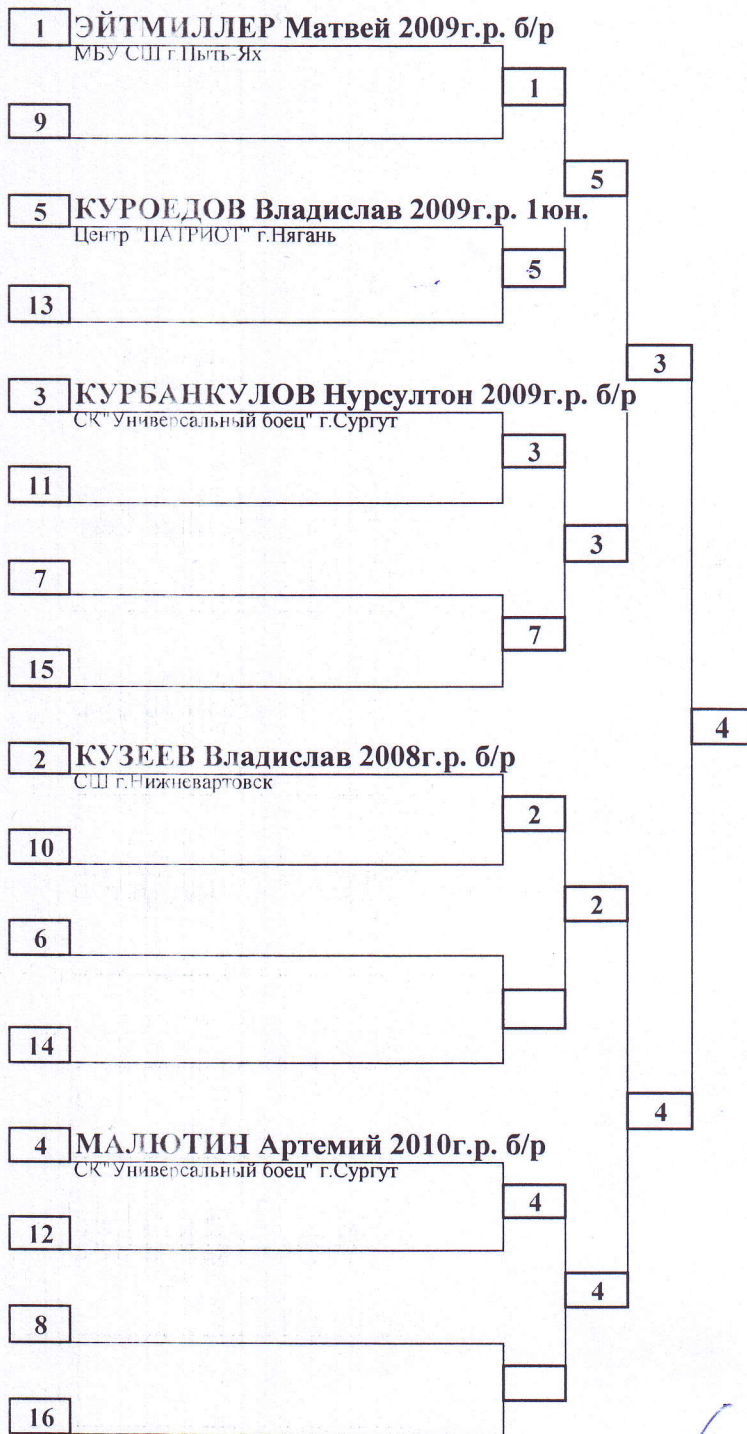 1 ЭЙТМИЛЛЕР Матвей 2009г.р. б/р
МБУ СШ г.Пыть-Ях
1
9
5
5 КУРОЕДОВ Владислав 2009г.р. 1юн.
Центр "ПАТРИОТ" г.Нягань
5
13
3
3 КУРБАНКУЛОВ Нурсултон 2009г.р. б/р
СК"Универсальный боец" г.Сургут
3
11
3
7
7
15
4
2 КУЗЕЕВ Владислав 2008г.р. б/р
СШ г.Нижневартовск
2
10
2
6
14
4
4 МАЛЮТИН Артемий 2010г.р. б/р
СК"Универсальный боец" г.Сургут
4
12
4
8
16